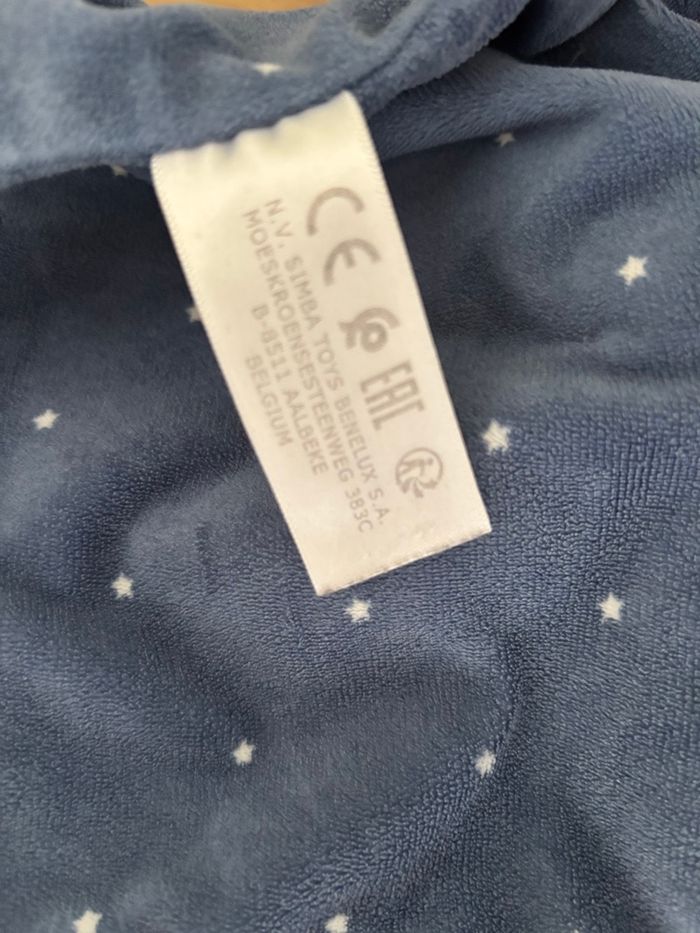 CE EAC
N.V. SIMBA TOYS BENELUX S.A.
MOESKROENSESTEENWEG 383C
B-8511 AALBEKE
BELGIUM